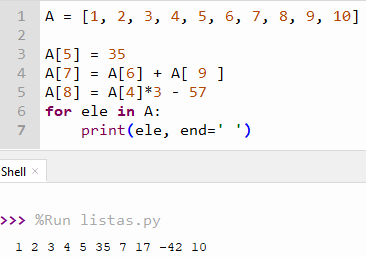 1 A = [1, 2, 3, 4, 5, 6, 7, 8, 9, 10]
2
3 A[5] = 35
4 A[7] = A[6] + A[ 9 ]
5 A[8] = A[4]*3 - 57
6 for ele in A:
7     print(ele, end=' ')
Shell ×
>>> %Run listas.py
1 2 3 4 5 35 7 17 -42 10